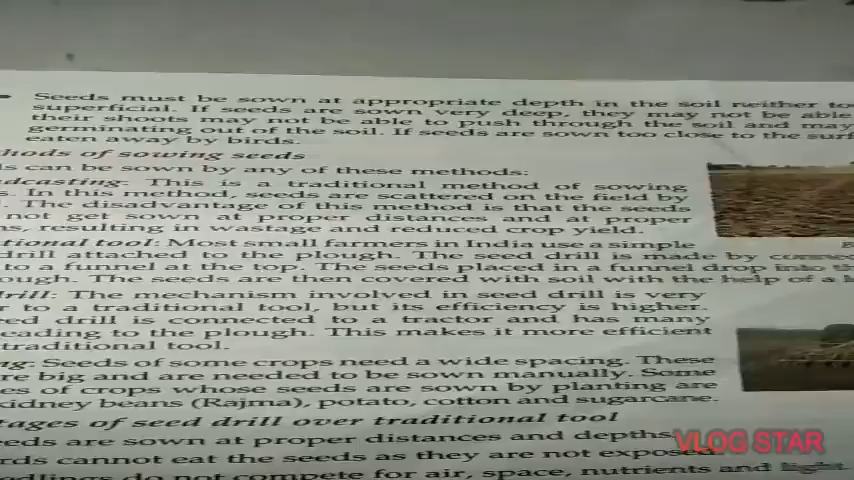 Seeds must be sown at appropriate depth in the soil neither
superficial. If seeds are sown very deep, they may not be able
their shoots may not be able to push through the soil and may
germinating out of the soil. If seeds are sown too close to the
eaten away by birds.
of sowing seeds
can be sown by any of these methods:
This is a traditional method of sowing
In this method, seeds are scattered on the field by
The disadvantage of this method is that the seeds
not get sown at proper distances and at proper
resulting in wastage and reduced crop yield.
tool: Most small farmers in India use a simple
drill attached to the plough. The seed drill is made by
to a funnel at the top. The seeds placed in a funnel drop into
The seeds are then covered with soil with the help of a
drill: The mechanism involved in seed drill is very
to a traditional tool, but its efficiency is higher.
drill is connected to a tractor and has many
to the plough. This makes it more efficient
traditional tool.
Seeds of some crops need a wide spacing. These
big and are needed to be sown manually. Some
of crops whose seeds are sown by planting are
kidney beans (Rajma), potato, cotton and sugarcane.
of seed drill over traditional tool
are sown at proper distances and depths.
cannot eat the seeds as they are not exposed
VLOG STAR
do not compete for air, space, nutrients and light.